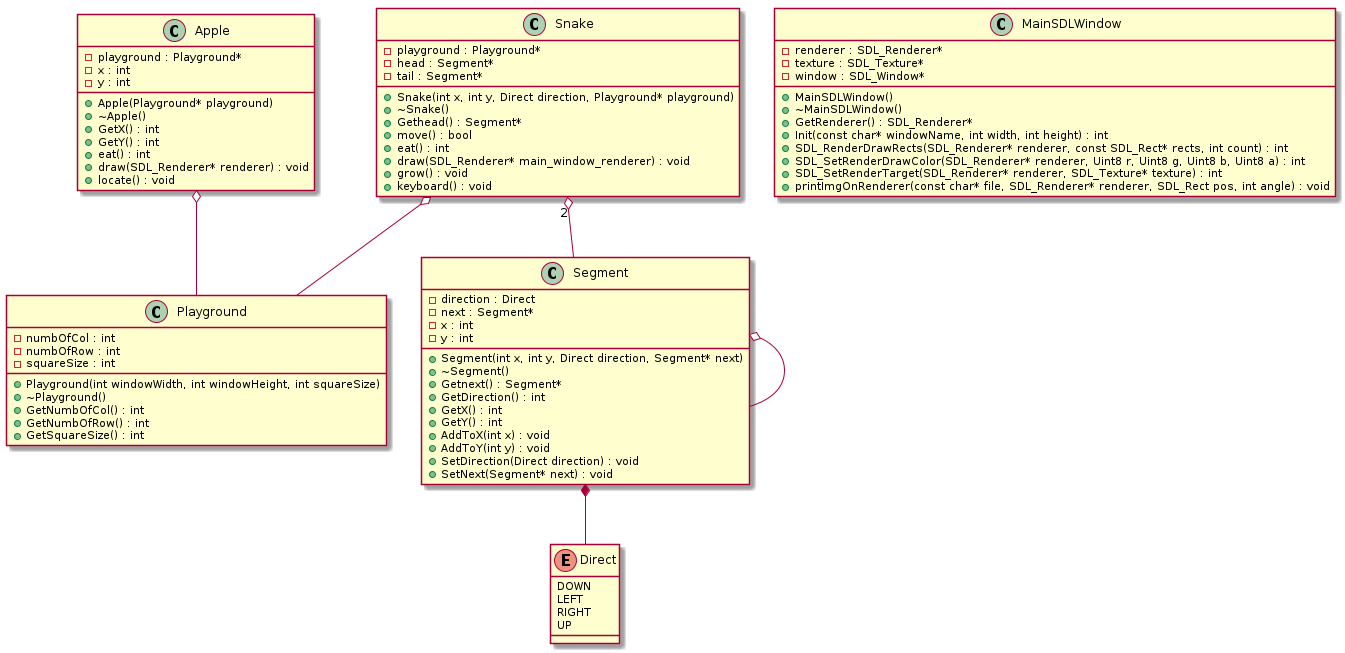 C Apple
playground : Playground*
x : int
y : int
Apple(Playground* playground)
~Apple()
GetX() : int
GetY() : int
eat() : int
draw(SDL_Renderer* renderer) : void
locate() : void
C Snake
playground : Playground*
head : Segment*
tail : Segment*
Snake(int x, int y, Direct direction, Playground* playground)
~Snake()
Gethead() : Segment*
move() : bool
eat() : int
draw(SDL_Renderer* main_window_renderer) : void
grow() : void
keyboard() : void
C MainSDLWindow
renderer : SDL_Renderer*
texture : SDL_Texture*
window : SDL_Window*
MainSDLWindow()
~MainSDLWindow()
GetRenderer() : SDL_Renderer*
Init(const char* windowName, int width, int height) : int
SDL_RenderDrawRects(SDL_Renderer* renderer, const SDL_Rect* rects, int count) : int
SDL_SetRenderDrawColor(SDL_Renderer* renderer, Uint8 r, Uint8 g, Uint8 b, Uint8 a) : int
SDL_SetRenderTarget(SDL_Renderer* renderer, SDL_Texture* texture) : int
printImgOnRenderer(const char* file, SDL_Renderer* renderer, SDL_Rect pos, int angle) : void
2
C Playground
numbOfCol : int
numbOfRow : int
squareSize : int
Playground(int windowWidth, int windowHeight, int squareSize)
~Playground()
GetNumbOfCol() : int
GetNumbOfRow() : int
GetSquareSize() : int
C Segment
direction : Direct
next : Segment*
x : int
y : int
Segment(int x, int y, Direct direction, Segment* next)
~Segment()
Getnext() : Segment*
GetDirection() : int
GetX() : int
GetY() : int
AddToX(int x) : void
AddToY(int y) : void
SetDirection(Direct direction) : void
SetNext(Segment* next) : void
E Direct
DOWN
LEFT
RIGHT
UP